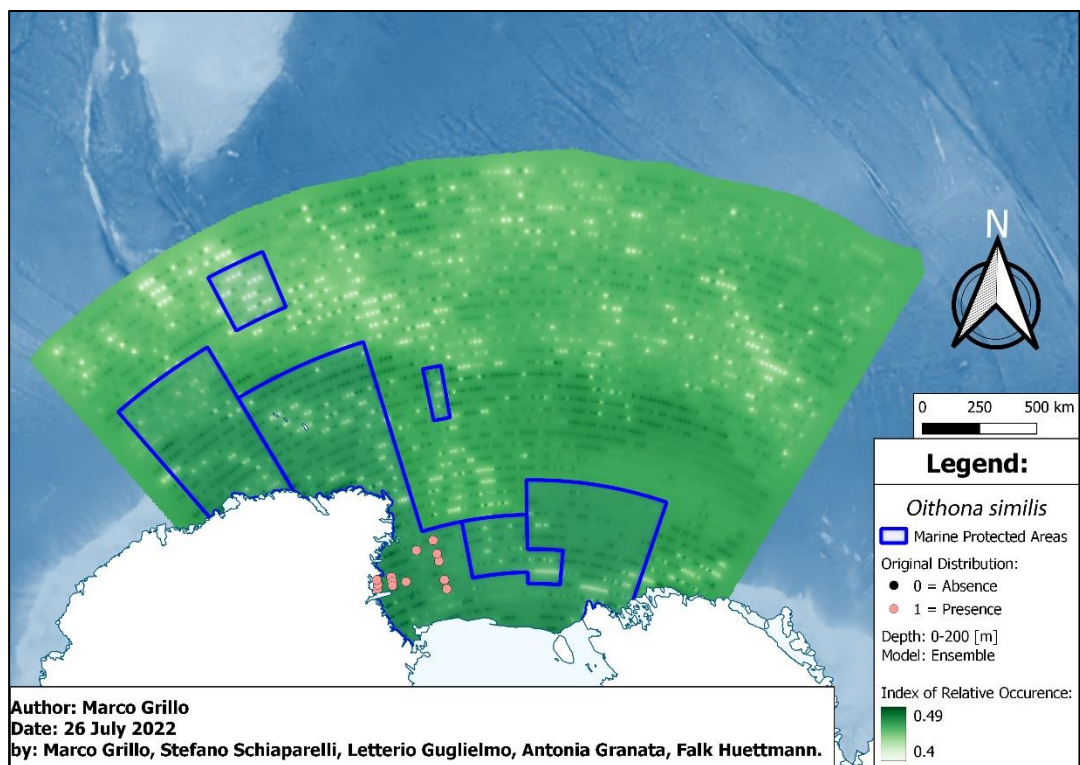 N
0 250 500 km
Legend:
Oithona similis
Marine Protected Areas
Original Distribution:
0 = Absence
1 = Presence
Depth: 0-200 [m]
Model: Ensemble
Index of Relative Occurence:
0.49
0.4
Author: Marco Grillo
Date: 26 July 2022
by: Marco Grillo, Stefano Schiaparelli, Letterio Guglielmo, Antonia Granata, Falk Huettmann.